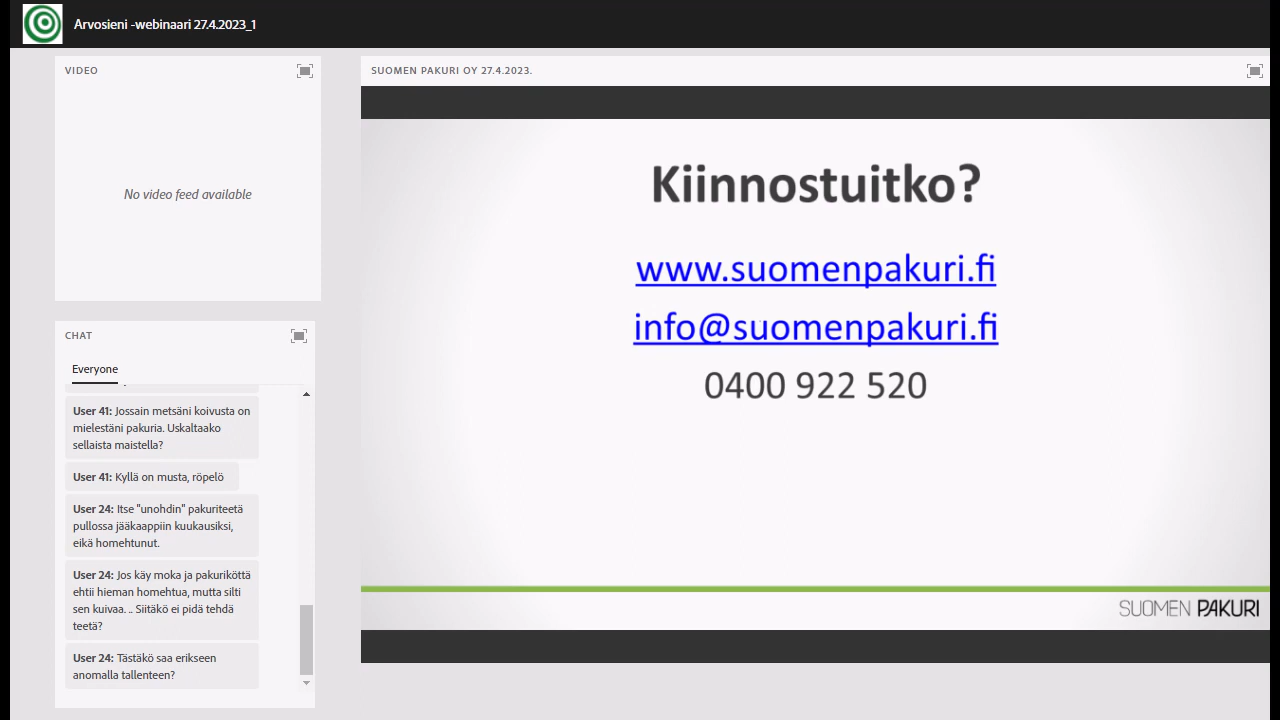 Arvosieni -webinaari 27.4.2023_1
VIDEO
No video feed available
CHAT
Everyone
User 41: Jossain metsäni koivusta on
mielestäni pakuria. Uskaltaako
sellaista maistella?
User 41: Kyllä on musta, röpelö
User 24: Itse "unohdin" pakuriteetä
pullossa jääkaappiin kuukausiksi,
eikä homehtunut.
User 24: Jos käy moka ja pakuriköttä
ehtii hieman homehtua, mutta silti
sen kuivaa. .. Siitäkö ei pidä tehdä
teetä?
User 24: Tästäkö saa erikseen
anomalla tallenteen?
SUOMEN PAKURI OY 27.4.2023.
Kiinnostuitko?
www.suomenpakuri.fi
info@suomenpakuri.fi
0400 922 520
SUOMEN PAKURI